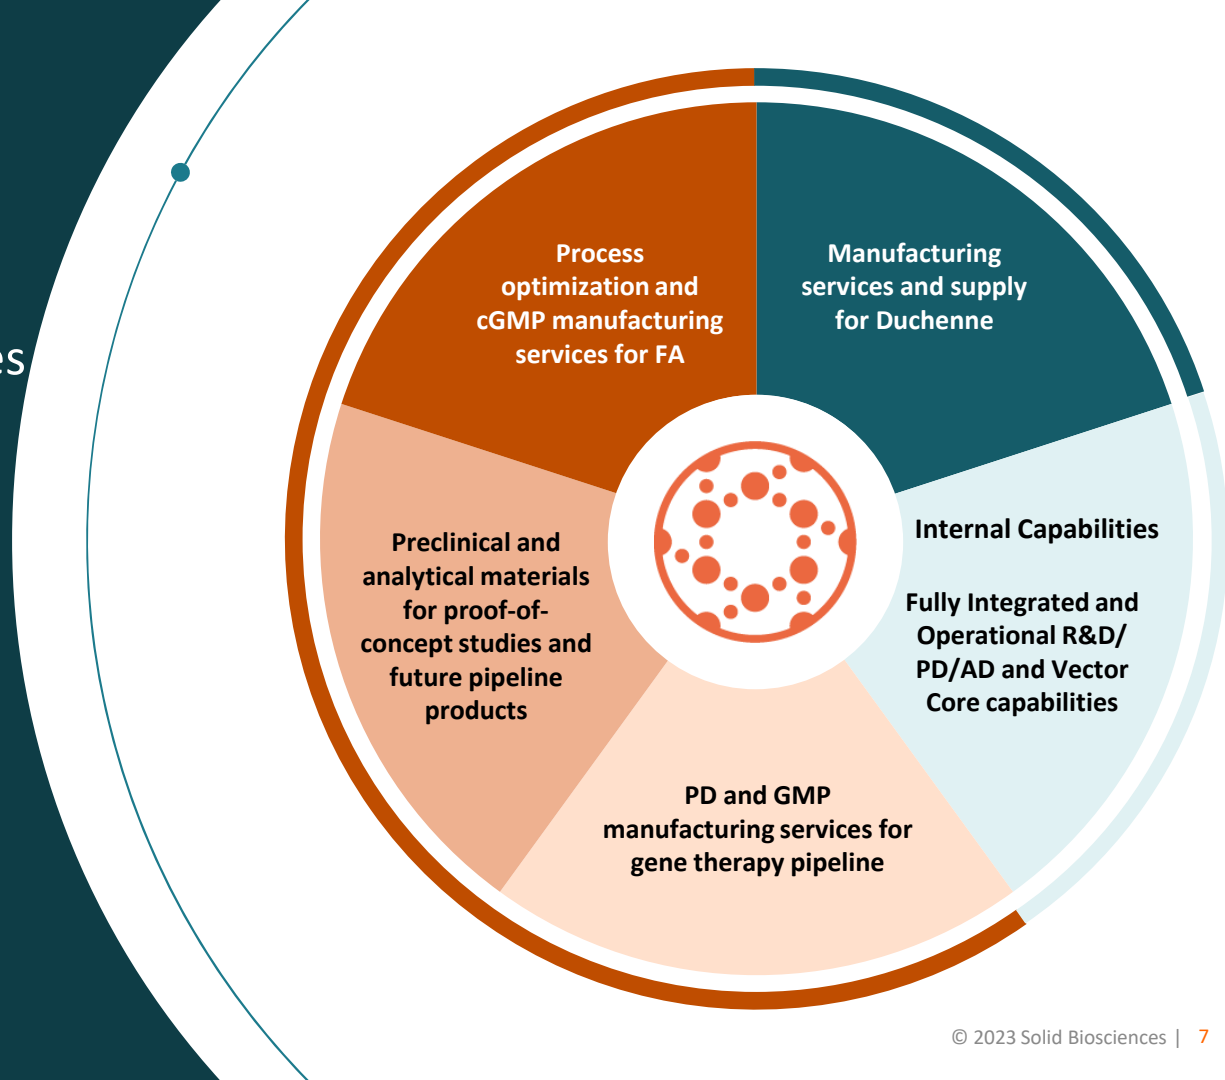 es
Process
optimization and
cGMP manufacturing
services for FA
Manufacturing
services and supply
for Duchenne
Internal Capabilities
Fully Integrated and
Operational R&D/
PD/AD and Vector
Core capabilities
Preclinical and
analytical materials
for proof-of-
concept studies and
future pipeline
products
PD and GMP
manufacturing services for
gene therapy pipeline
© 2023 Solid Biosciences | 7